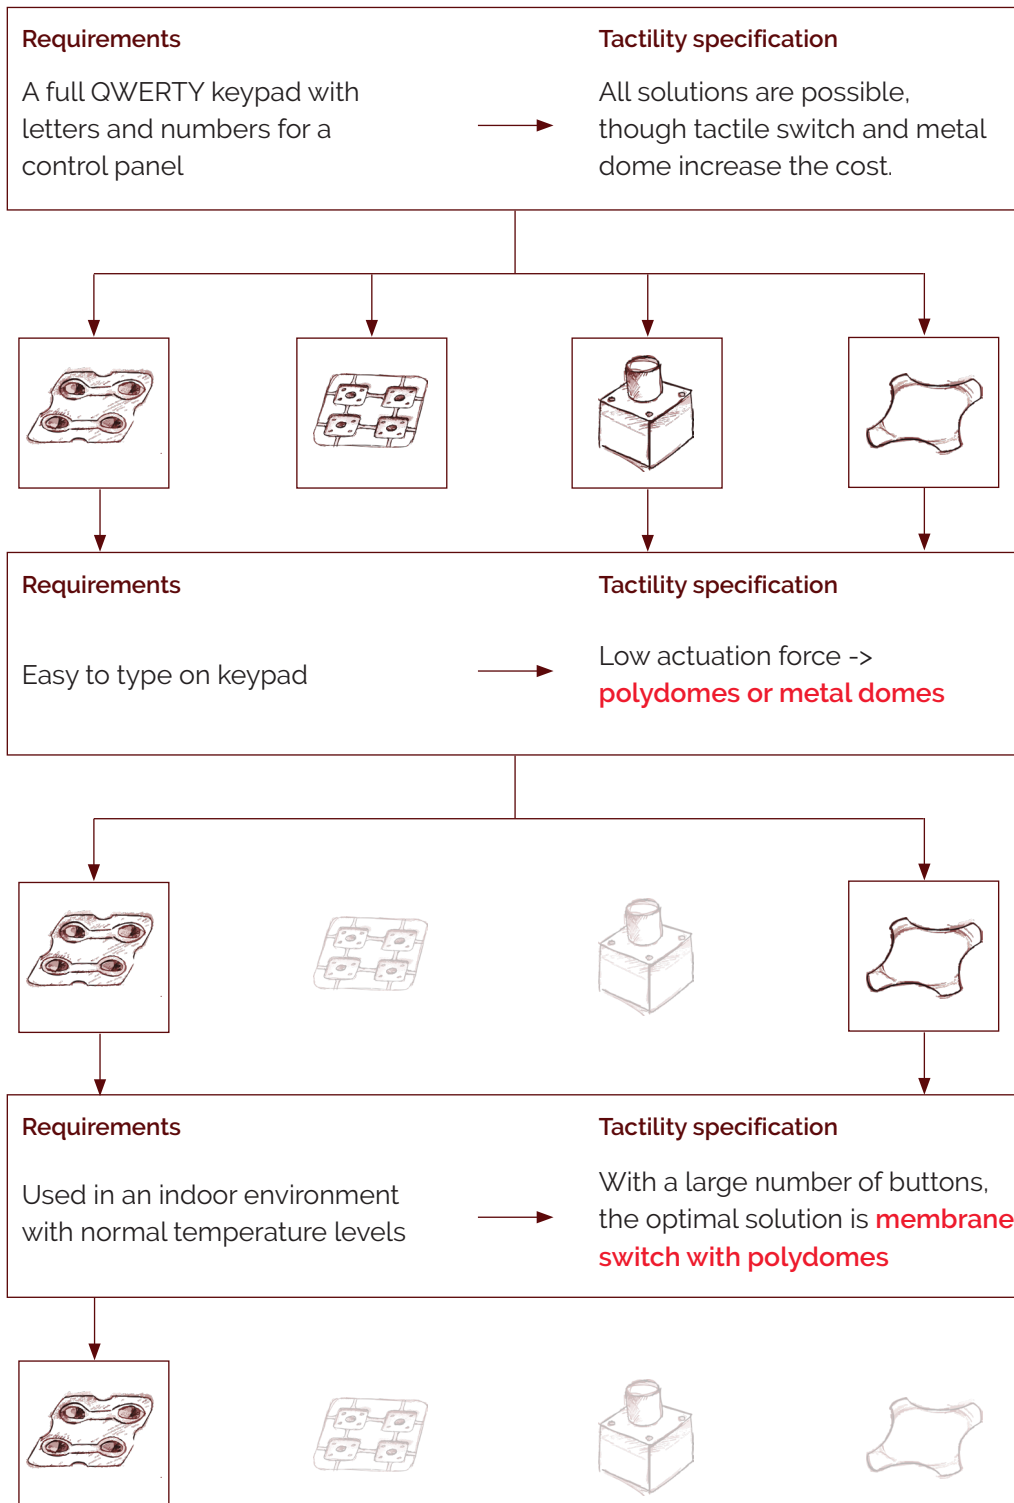 Requirements
A full QWERTY keypad with
letters and numbers for a
control panel
Tactility specification
All solutions are possible,
though tactile switch and metal
dome increase the cost.
Requirements
Easy to type on keypad
Tactility specification
Low actuation force ->
polydomes or metal domes
Requirements
Used in an indoor environment
with normal temperature levels
Tactility specification
With a large number of buttons,
the optimal solution is membrane
switch with polydomes